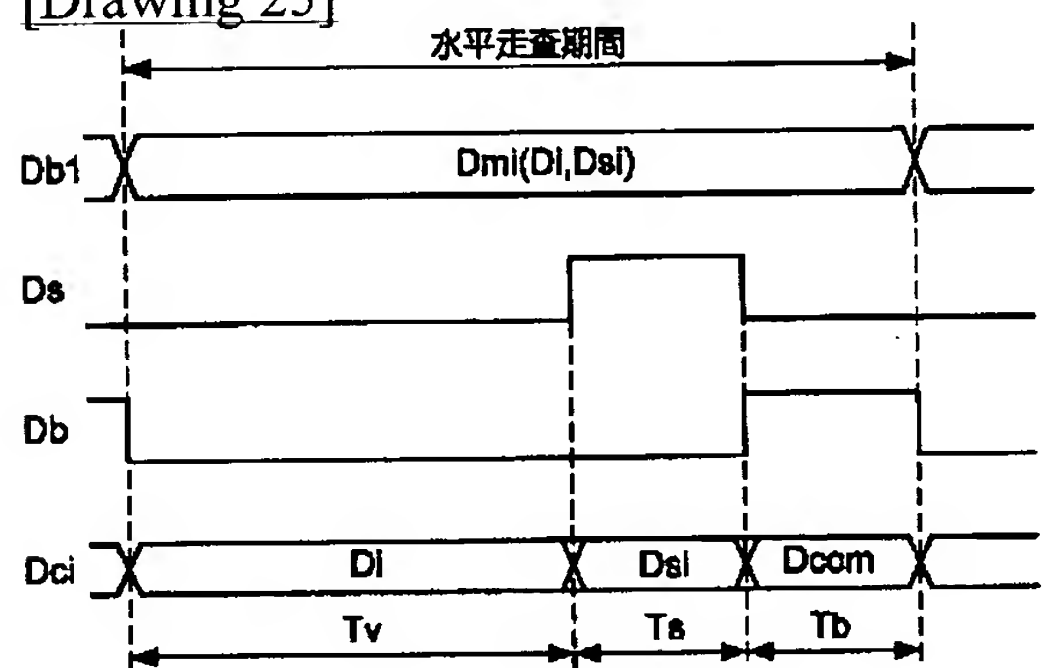 [Drawing 25]
水平走査期間
Db1
Dmi(Di,Dsi)
Ds
Db
Dci
Di
Dsi
Dcom
Tv
Ts
Tb